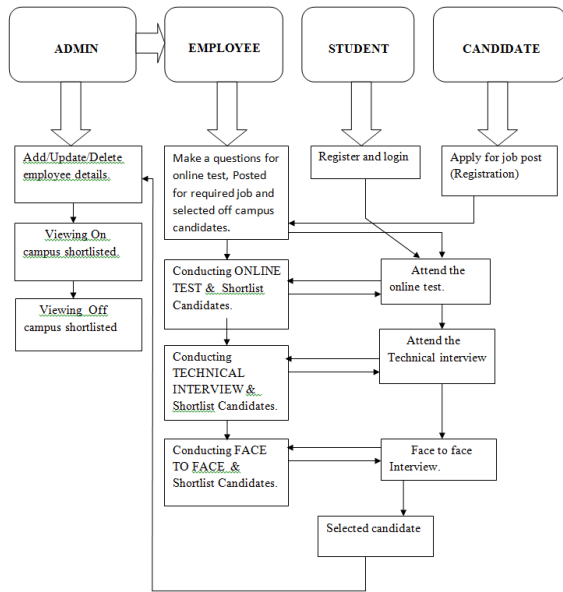 ADMIN
EMPLOYEE
STUDENT
CANDIDATE
Add/Update/Delete
employee details.
Viewing On
campus shortlisted.
Viewing Off
campus shortlisted
Make a questions for
online test, Posted
for required job and
selected off campus
candidates.
Conducting ONLINE
TEST & Shortlist
Candidates.
Conducting
TECHNICAL
INTERVIEW &
Shortlist Candidates.
Conducting FACE
TO FACE & 
Shortlist Candidates.
Register and login
Apply for job post
(Registration)
Attend the
online test.
Attend the
Technical interview
Face to face
Interview.
Selected candidate